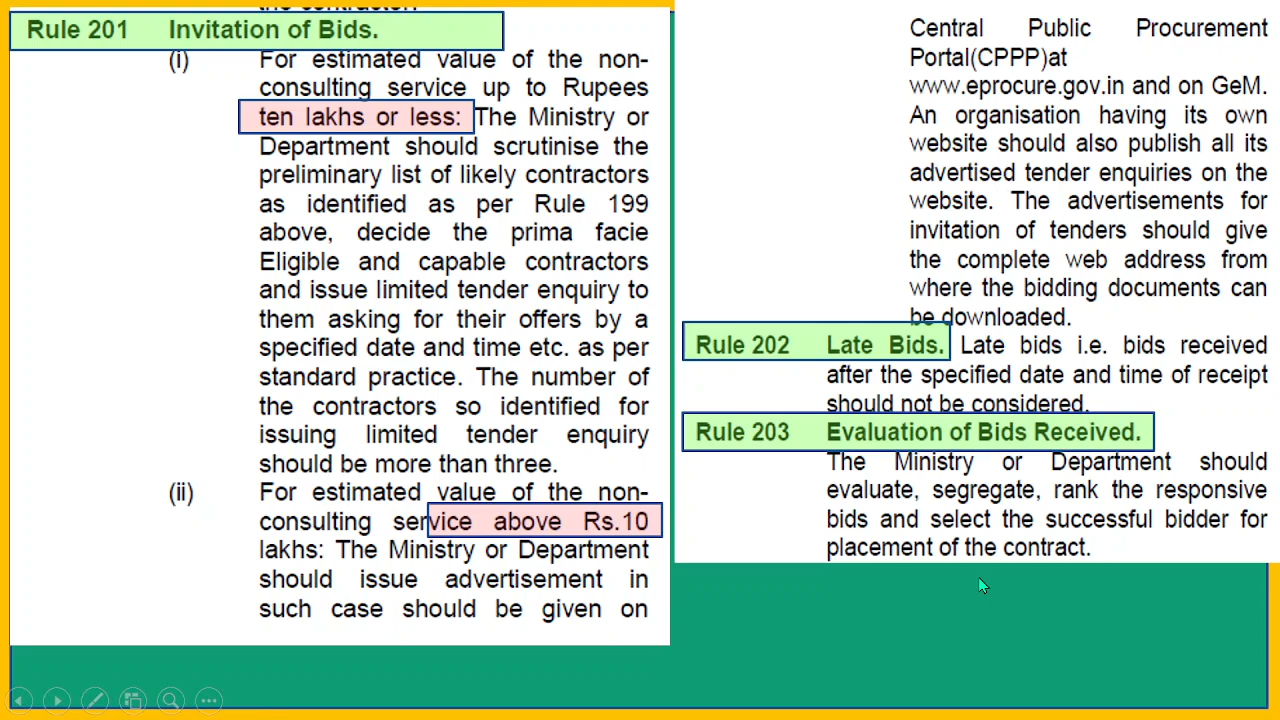 Rule 201 Invitation of Bids.
(i) For estimated value of the non-
consulting service up to Rupees
ten lakhs or less: The Ministry or
Department should scrutinise the
preliminary list of likely contractors
as identified as per Rule 199
above, decide the prima facie
Eligible and capable contractors
and issue limited tender enquiry to
them asking for their offers by a
specified date and time etc. as per
standard practice. The number of
the contractors so identified for
issuing limited tender enquiry
should be more than three.
(ii) For estimated value of the non-
consulting service above Rs.10
lakhs: The Ministry or Department
should issue advertisement in
such case should be given on
Central Public Procurement
Portal(CPPP)at
www.eprocure.gov.in and on GeM.
An organisation having its own
website should also publish all its
advertised tender enquiries on the
website. The advertisements for
invitation of tenders should give
the complete web address from
where the bidding documents can
be downloaded.
Rule 202 Late Bids. Late bids i.e. bids received
after the specified date and time of receipt
should not be considered.
Rule 203 Evaluation of Bids Received.
The Ministry or Department should
evaluate, segregate, rank the responsive
bids and select the successful bidder for
placement of the contract.